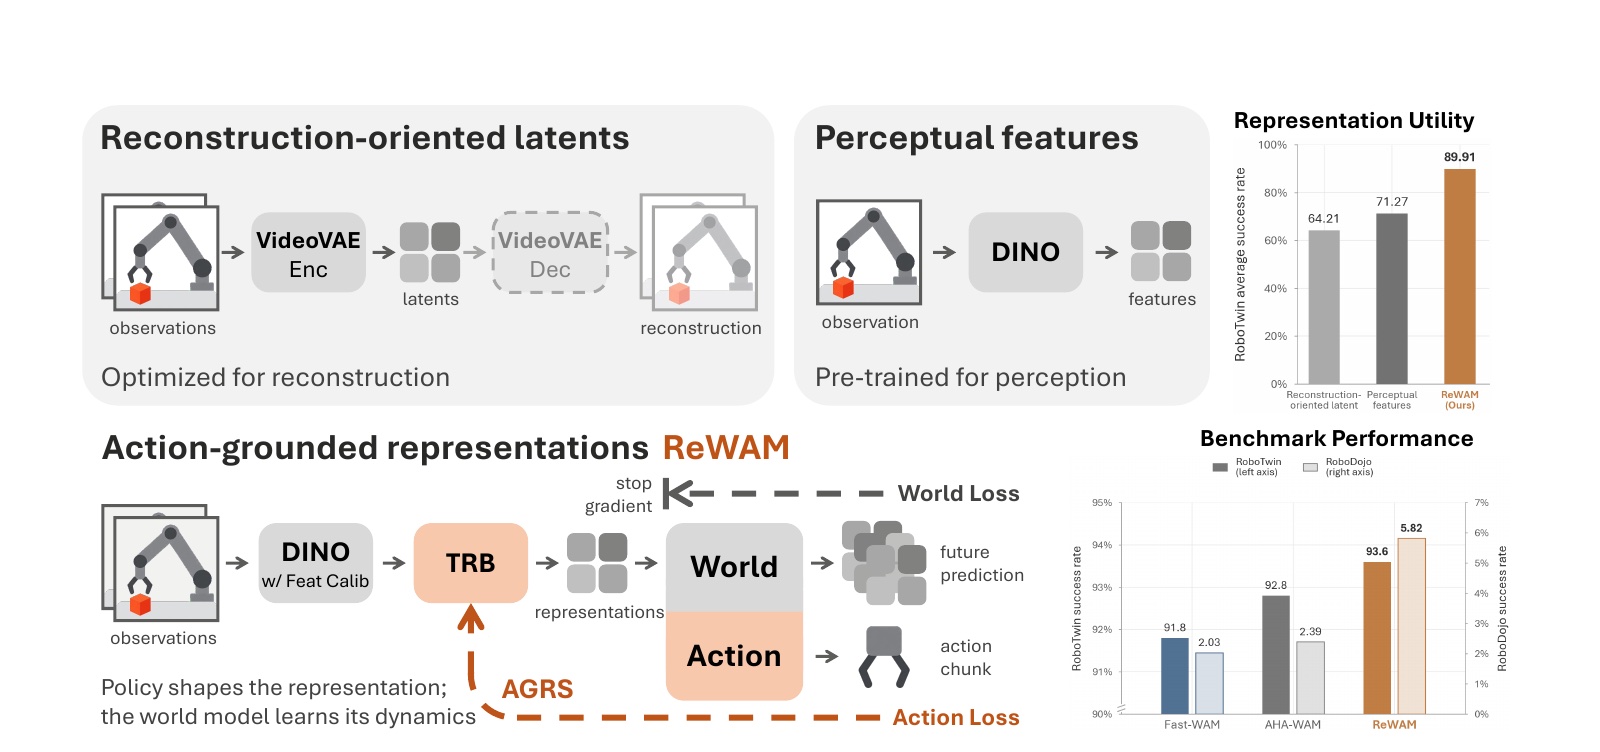 Reconstruction-oriented latents
VideoVAE
Enc
VideoVAE
Dec
latents
observations
reconstruction
Optimized for reconstruction
Perceptual features
DINO
observation
features
Pre-trained for perception
Representation Utility
RoboTwin average success rate
100%
80%
60%
40%
20%
0%
64.21
71.27
89.91
Reconstruction-
oriented latent
Perceptual
features
ReWAM
(Ours)
Action-grounded representations ReWAM
stop
gradient
World Loss
DINO
w/ Feat Calib
TRB
representations
World
Action
future
prediction
action
chunk
observations
AGRS
Action Loss
Policy shapes the representation;
the world model learns its dynamics
Benchmark Performance
RoboTwin
(left axis)
RoboDojo
(right axis)
RoboTwin success rate
95%
94%
93%
92%
91%
90%
91.8
2.03
92.8
2.39
93.6
5.82
7%
6%
5%
4%
3%
2%
1%
0%
RoboDojo success rate
Fast-WAM
AHA-WAM
ReWAM